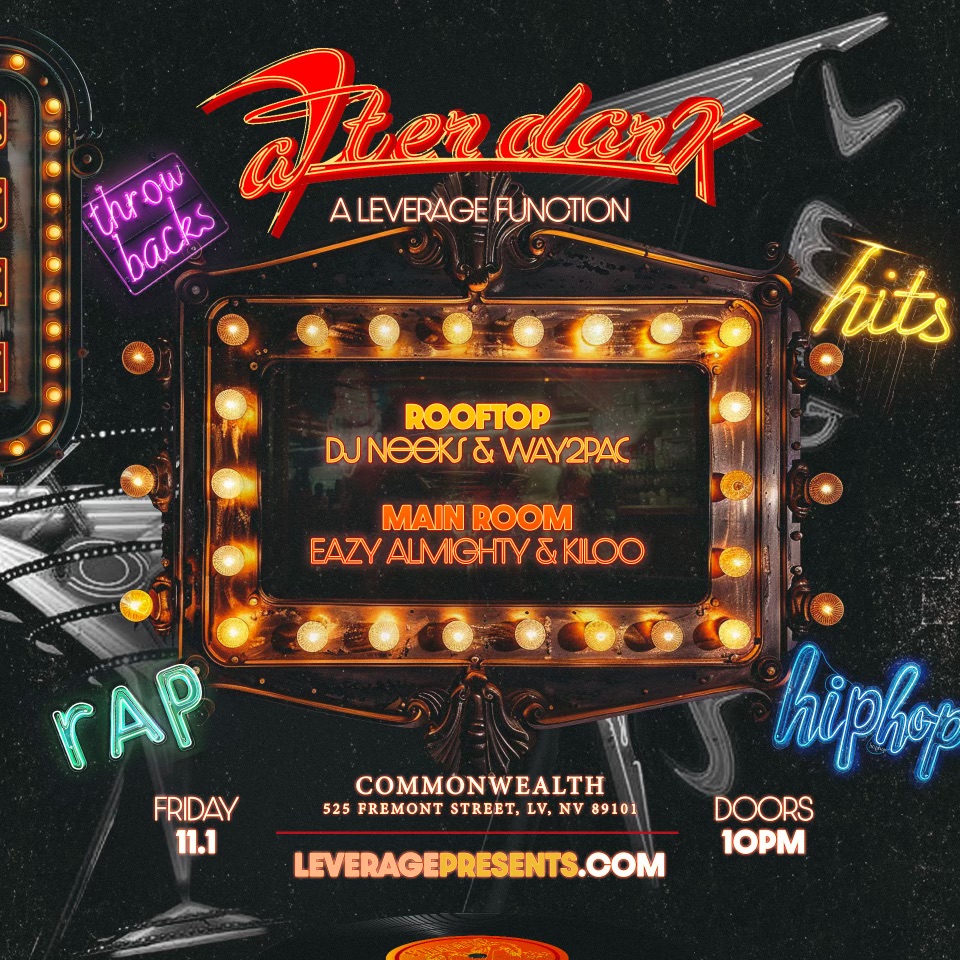 after dark
A LEVERAGE FUNCTION
throw
backs
hits
ROOFTOP
DJ NOOKS & WAY2PAC
MAIN ROOM
EAZY ALMIGHTY & KILOO
rAP
hiphop
COMMONWEALTH
525 FREMONT STREET, LV, NV 89101
FRIDAY
11.1
DOORS
10PM
LEVERAGEPRESENTS.COM